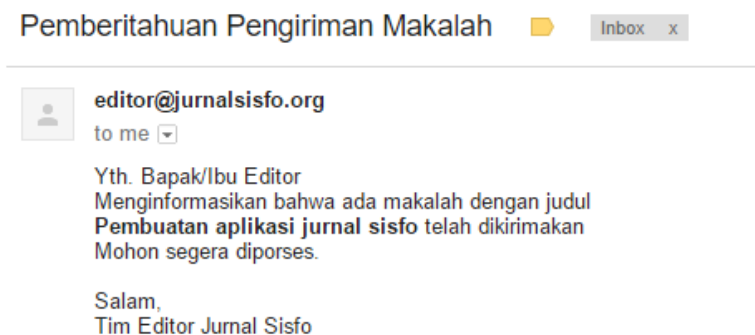 Pemberitahuan Pengiriman Makalah Inbox x
editor@jurnalsisfo.org
to me
Yth. Bapak/Ibu Editor
Menginformasikan bahwa ada makalah dengan judul
Pembuatan aplikasi jurnal sisfo telah dikirimakan
Mohon segera diporses.
Salam,
Tim Editor Jurnal Sisfo